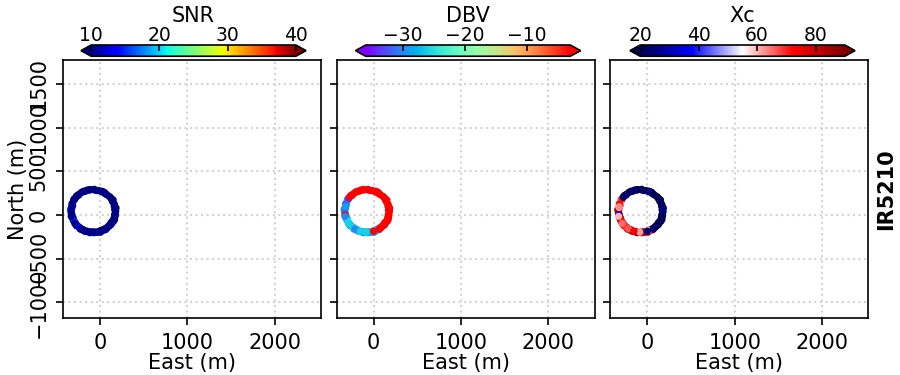 SNR DBV Xc
10 20 30 40 −30 −20 −10 20 40 60 80
North (m)
1500
1000
500
0
−500
−1000
IR5210
0 1000 2000 0 1000 2000 0 1000 2000
East (m) East (m) East (m)